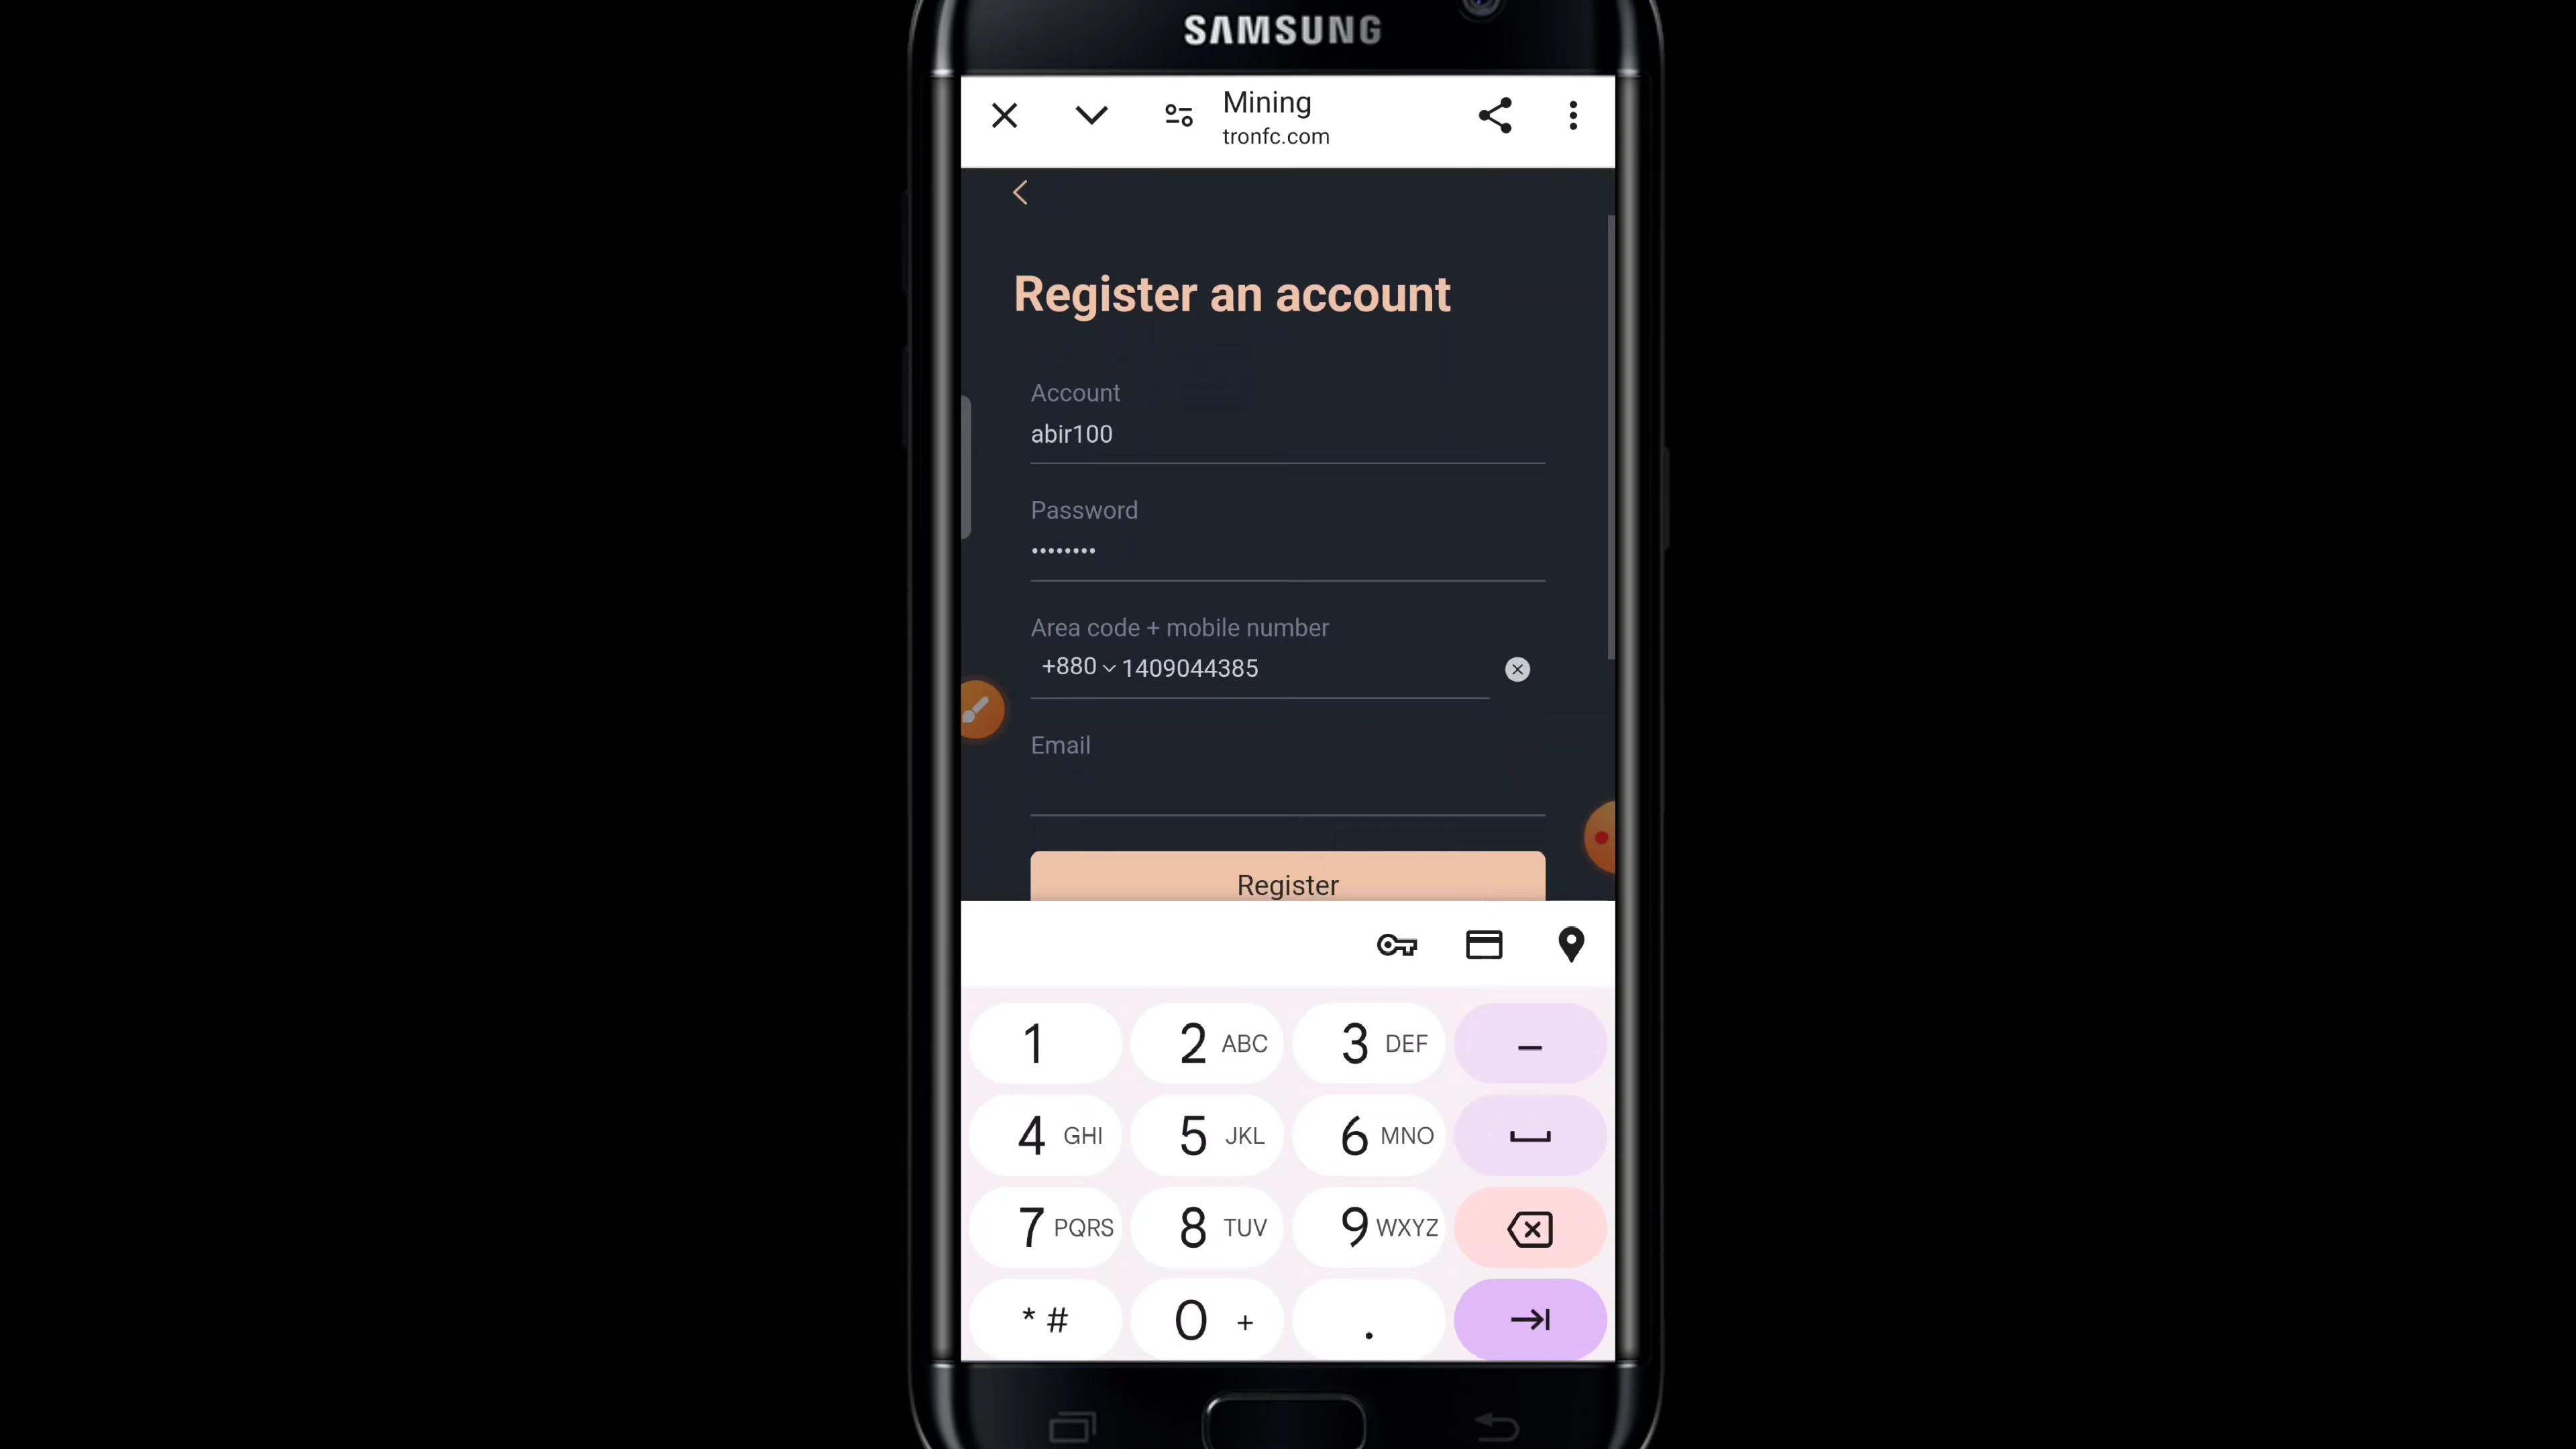 SAMSUNG
Mining
tronfc.com
Register an account
Account
abir100
Password
••••••••
Area code + mobile number
+880 1409044385
Email
Register
1 2 ABC 3 DEF –
4 GHI 5 JKL 6 MNO
7 PQRS 8 TUV 9 WXYZ
* # 0 + .